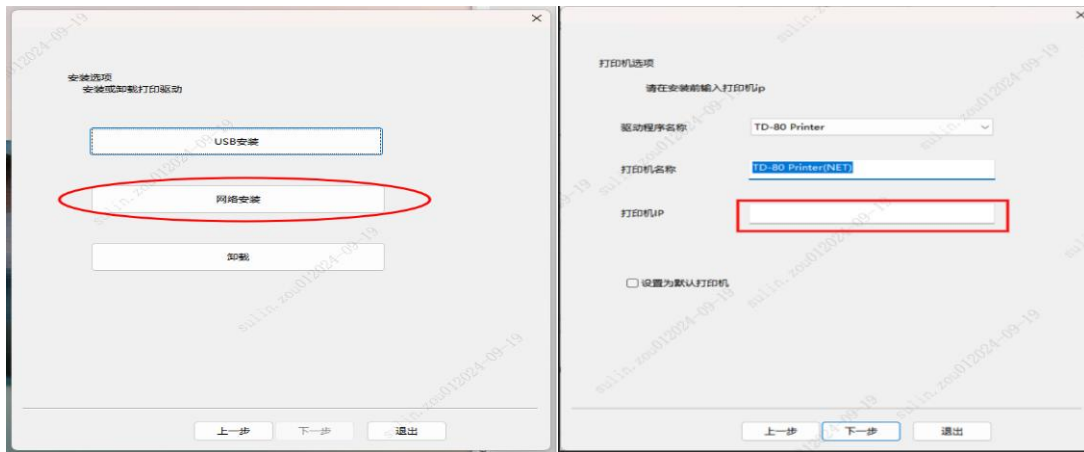 安装选项
安装或卸载打印驱动
USB安装
网络安装
卸载
上一步 下一步 退出
打印机选项
请在安装前输入打印机ip
驱动程序名称 TD-80 Printer
打印机名称 TD-80 Printer(NET)
打印机IP
设置为默认打印机
上一步 下一步 退出
sulin.zou012024-09-19